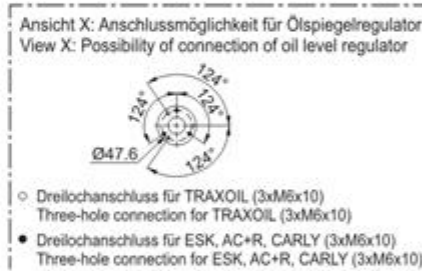 Ansicht X: Anschlussmöglichkeit für Ölspiegelregulator
View X: Possibility of connection of oil level regulator
124°
124°
124°
124°
Ø47.6
○ Dreilochanschluss für TRAXOIL (3xM6x10)
Three-hole connection for TRAXOIL (3xM6x10)
● Dreilochanschluss für ESK, AC+R, CARLY (3xM6x10)
Three-hole connection for ESK, AC+R, CARLY (3xM6x10)